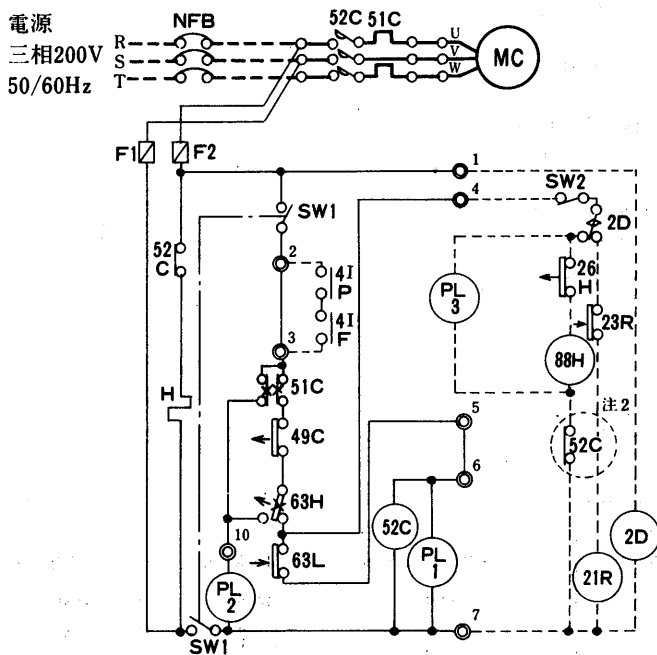 電源
三相200V
50/60Hz
NFB
52C 51C
R
S
T
U
V
W
MC
F1
F2
1
4
SW2
SW1
2D
52
C
2
4I
P
4I
F
3
PL
3
26
H
23R
88H
H
51C
49C
5
注2
52C
6
63H
10
63L
52C
PL
1
2D
PL
2
21R
7
SW1